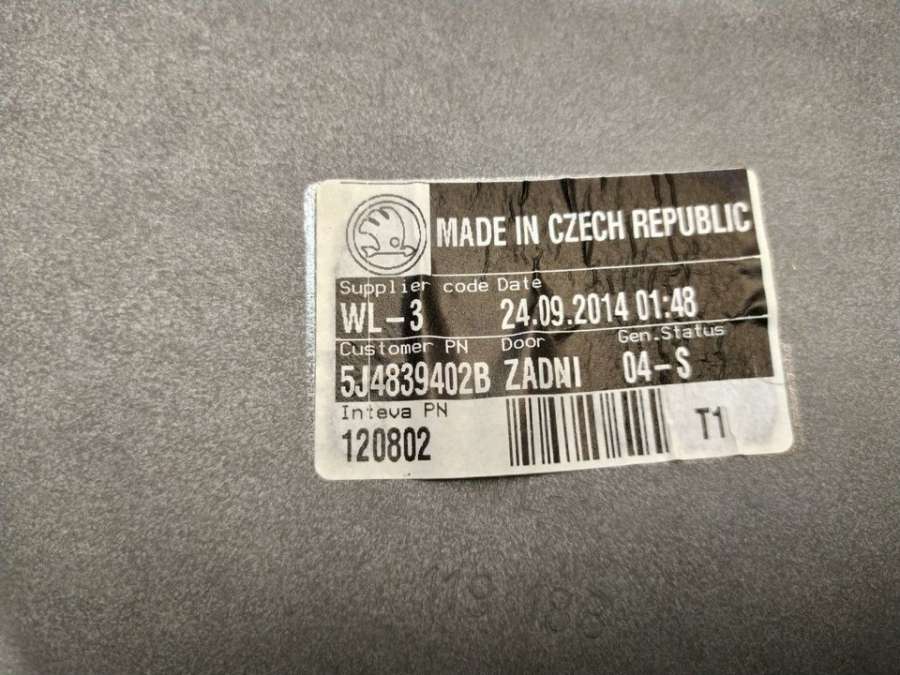 MADE IN CZECH REPUBLIC
Supplier code Date
WL-3 24.09.2014 01:48
Customer PN Door Gen.Status
5J4839402B ZADNI 04-S
Inteva PN
120802 T1